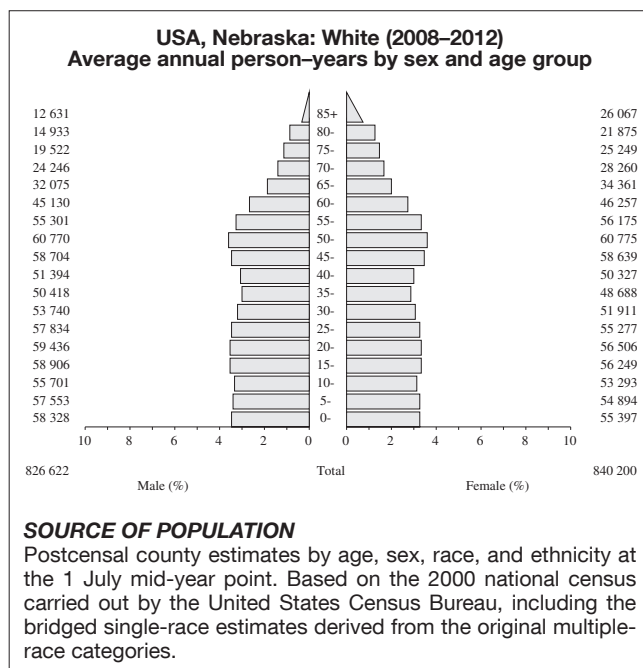 USA, Nebraska: White (2008–2012)
Average annual person–years by sex and age group
12 631 85+ 26 067
14 933 80- 21 875
19 522 75- 25 249
24 246 70- 28 260
32 075 65- 34 361
45 130 60- 46 257
55 301 55- 56 175
60 770 50- 60 775
58 704 45- 58 639
51 394 40- 50 327
50 418 35- 48 688
53 740 30- 51 911
57 834 25- 55 277
59 436 20- 56 506
58 906 15- 56 249
55 701 10- 53 293
57 553 5- 54 894
58 328 0- 55 397
10 8 6 4 2 0 0 2 4 6 8 10
826 622 Total 840 200
Male (%) Female (%)
SOURCE OF POPULATION
Postcensal county estimates by age, sex, race, and ethnicity at
the 1 July mid-year point. Based on the 2000 national census
carried out by the United States Census Bureau, including the
bridged single-race estimates derived from the original multiple-
race categories.